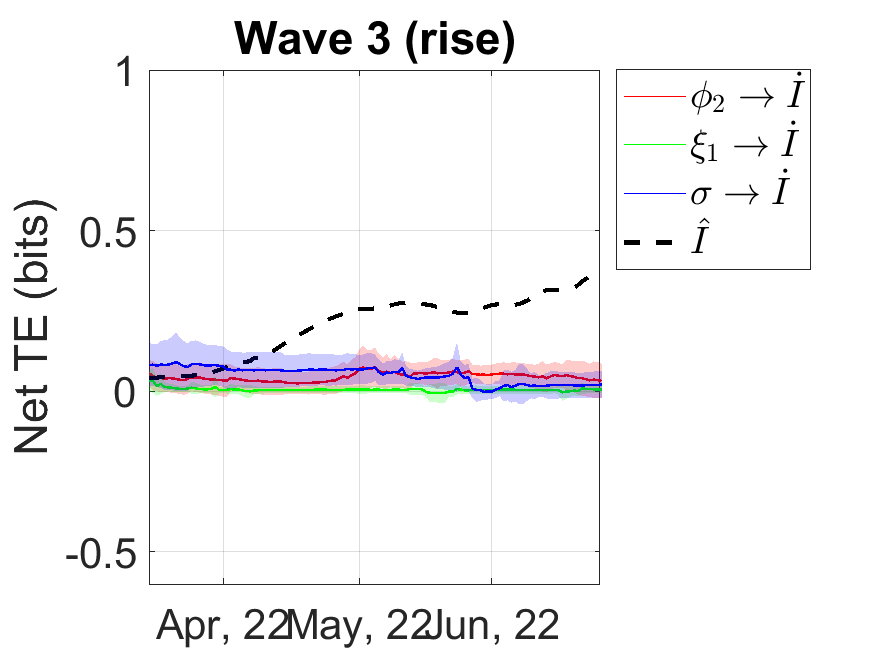 Wave 3 (rise)
1
0.5
0
-0.5
Net TE (bits)
Apr, 22
May, 22
Jun, 22
ϕ₂ → İ
ξ₁ → İ
σ → İ
Î